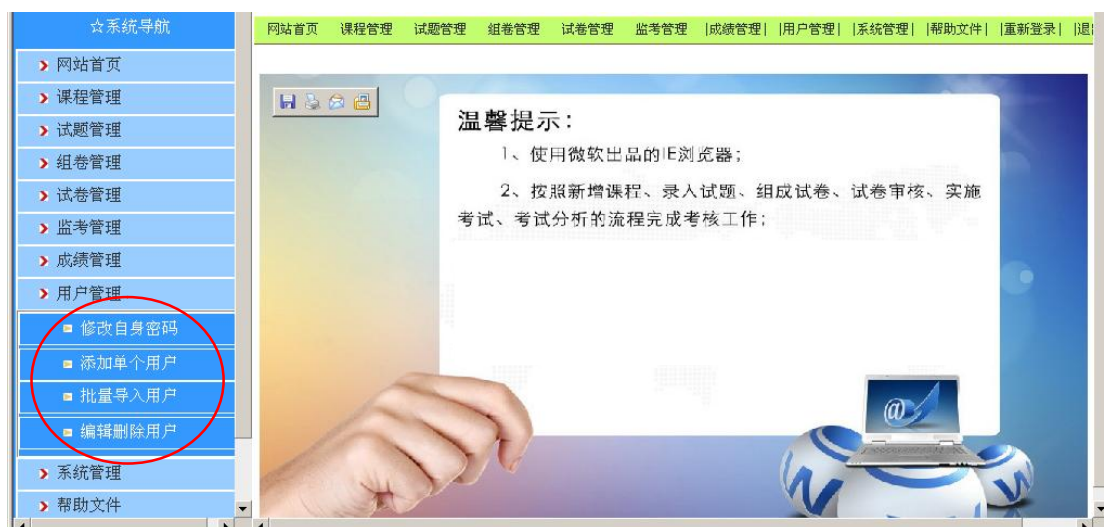 ☆系统导航
网站首页
课程管理
试题管理
组卷管理
试卷管理
监考管理
成绩管理
用户管理
修改自身密码
添加单个用户
批量导入用户
编辑删除用户
系统管理
帮助文件
网站首页 课程管理 试题管理 组卷管理 试卷管理 监考管理 |成绩管理| |用户管理| |系统管理| |帮助文件| |重新登录| |退
温馨提示：
1、使用微软出品的IE浏览器；
2、按照新增课程、录入试题、组成试卷、试卷审核、实施
考试、考试分析的流程完成考核工作；
@
W
W